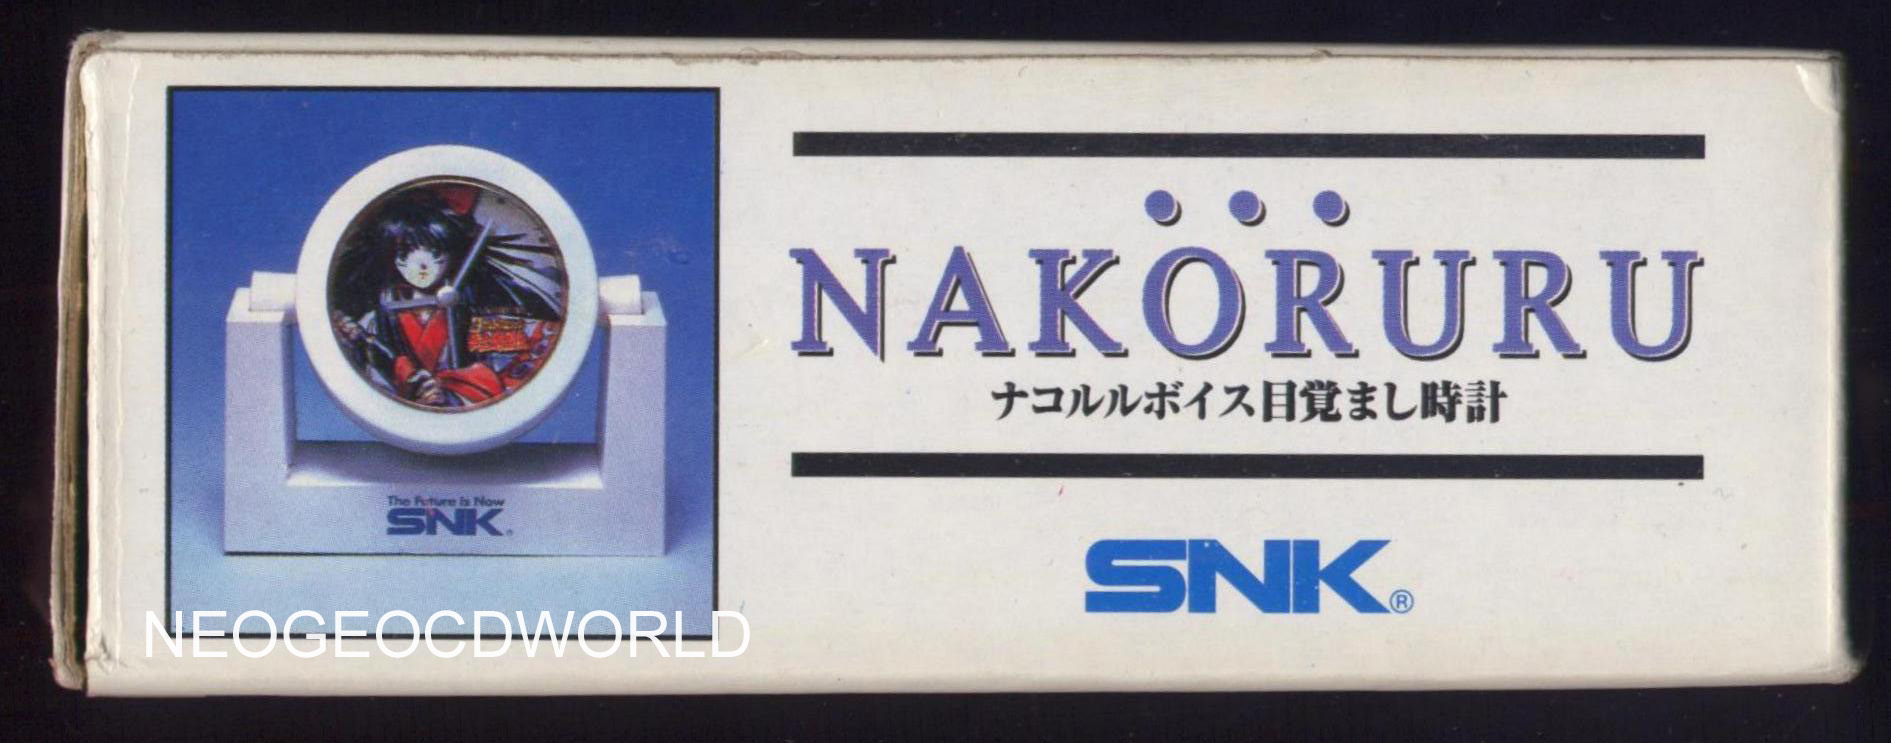 The Future Is Now
SNK®
NEOGEOCDWORLD
NAKORURU
ナコルルボイス目覚まし時計
SNK®